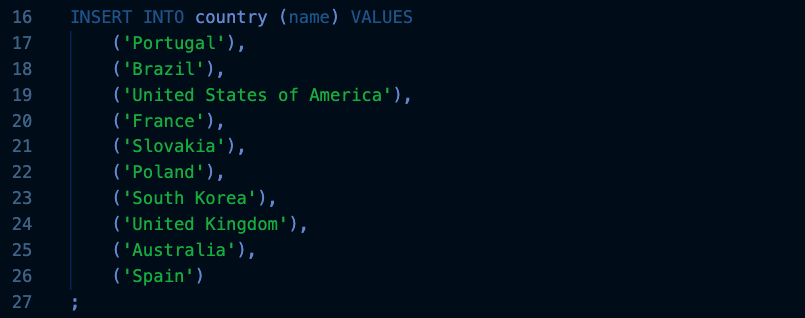 16 INSERT INTO country (name) VALUES
17     ('Portugal'),
18     ('Brazil'),
19     ('United States of America'),
20     ('France'),
21     ('Slovakia'),
22     ('Poland'),
23     ('South Korea'),
24     ('United Kingdom'),
25     ('Australia'),
26     ('Spain')
27 ;